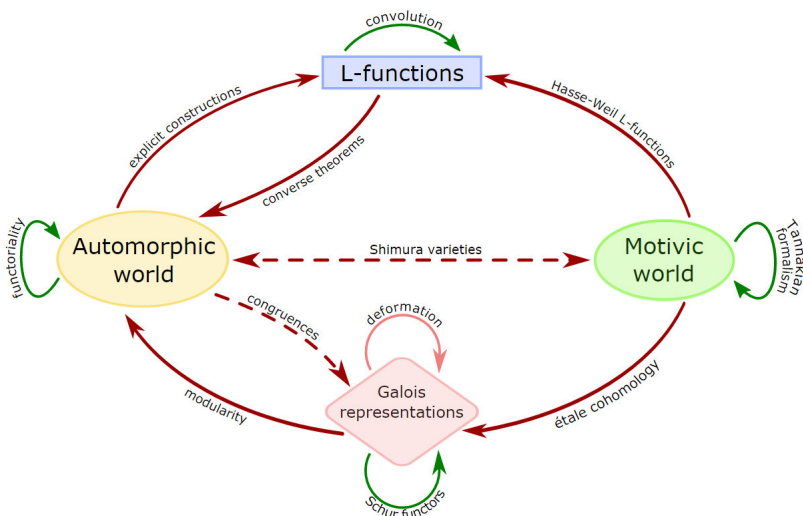 convolution
L-functions
explicit constructions
converse theorems
Hasse-Weil L-functions
functoriality
Automorphic
world
Shimura varieties
Motivic
world
Tannakian
formalism
congruences
deformation
Galois
representations
modularity
étale cohomology
Schur functors